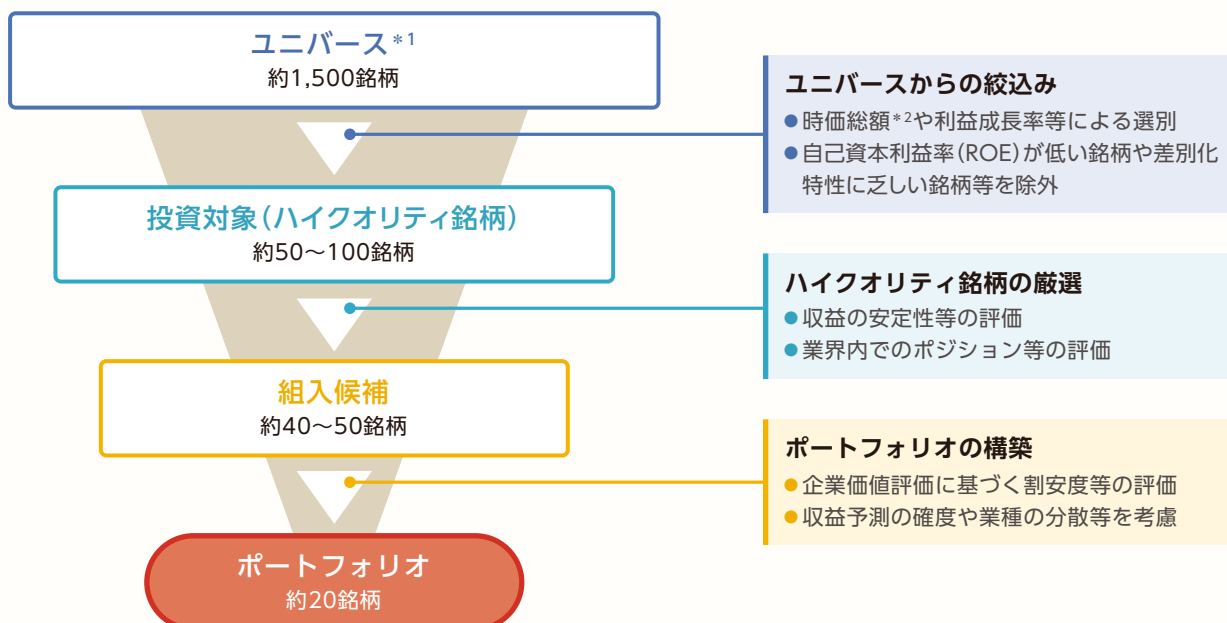 ユニバース*1
約1,500銘柄
ユニバースからの絞込み
●時価総額*2や利益成長率等による選別
●自己資本利益率(ROE)が低い銘柄や差別化
特性に乏しい銘柄等を除外
投資対象(ハイクオリティ銘柄)
約50～100銘柄
ハイクオリティ銘柄の厳選
●収益の安定性等の評価
●業界内でのポジション等の評価
組入候補
約40～50銘柄
ポートフォリオの構築
●企業価値評価に基づく割安度等の評価
●収益予測の確度や業種の分散等を考慮
ポートフォリオ
約20銘柄